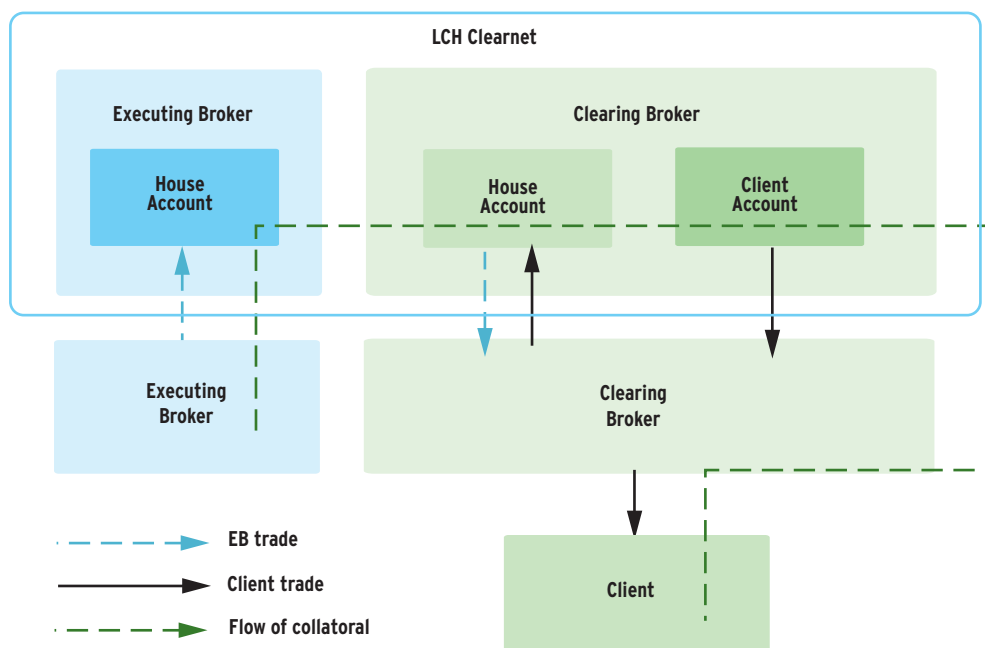 LCH Clearnet
Executing Broker
Clearing Broker
House
Account
House
Account
Client
Account
Executing
Broker
Clearing
Broker
Client
EB trade
Client trade
Flow of collatoral